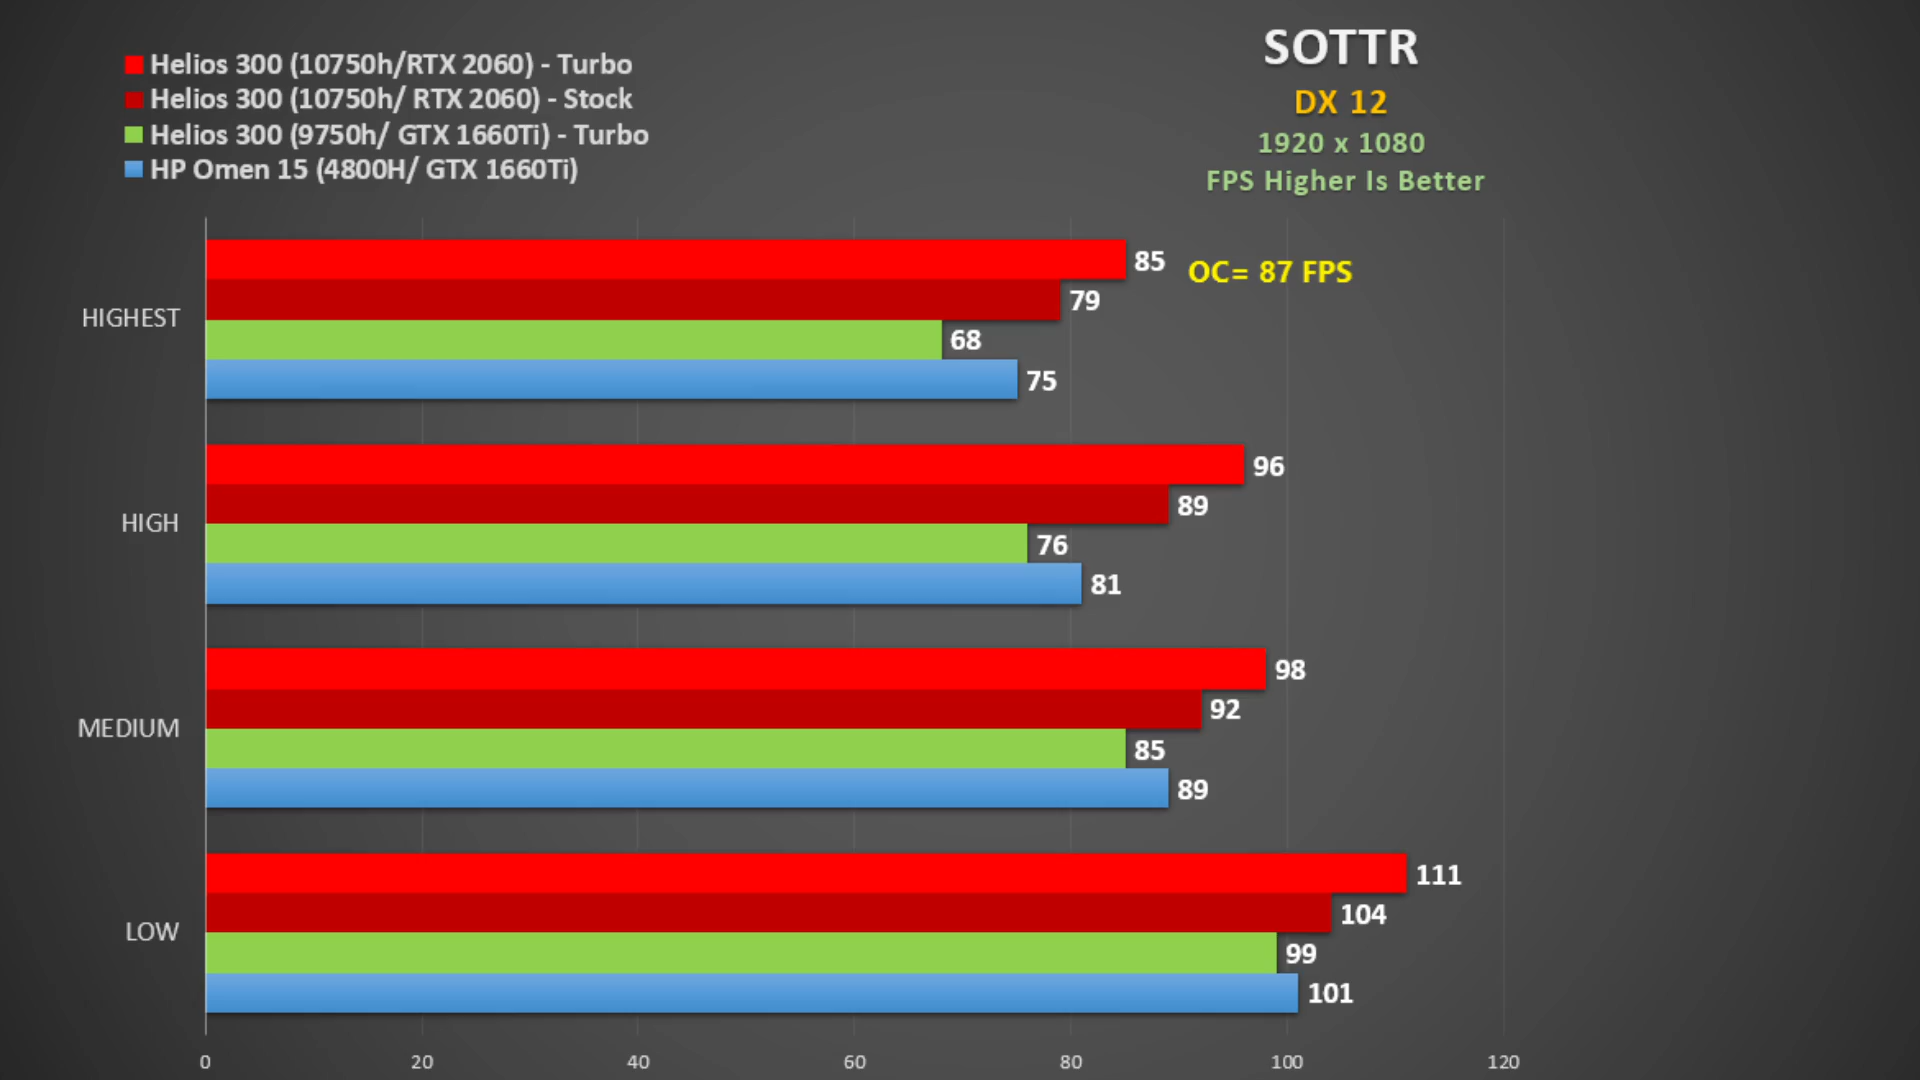 SOTTR
DX 12
1920 x 1080
FPS Higher Is Better
Helios 300 (10750h/RTX 2060) - Turbo
Helios 300 (10750h/ RTX 2060) - Stock
Helios 300 (9750h/ GTX 1660Ti) - Turbo
HP Omen 15 (4800H/ GTX 1660Ti)
HIGHEST
85
OC= 87 FPS
79
68
75
HIGH
96
89
76
81
MEDIUM
98
92
85
89
LOW
111
104
99
101
0 20 40 60 80 100 120